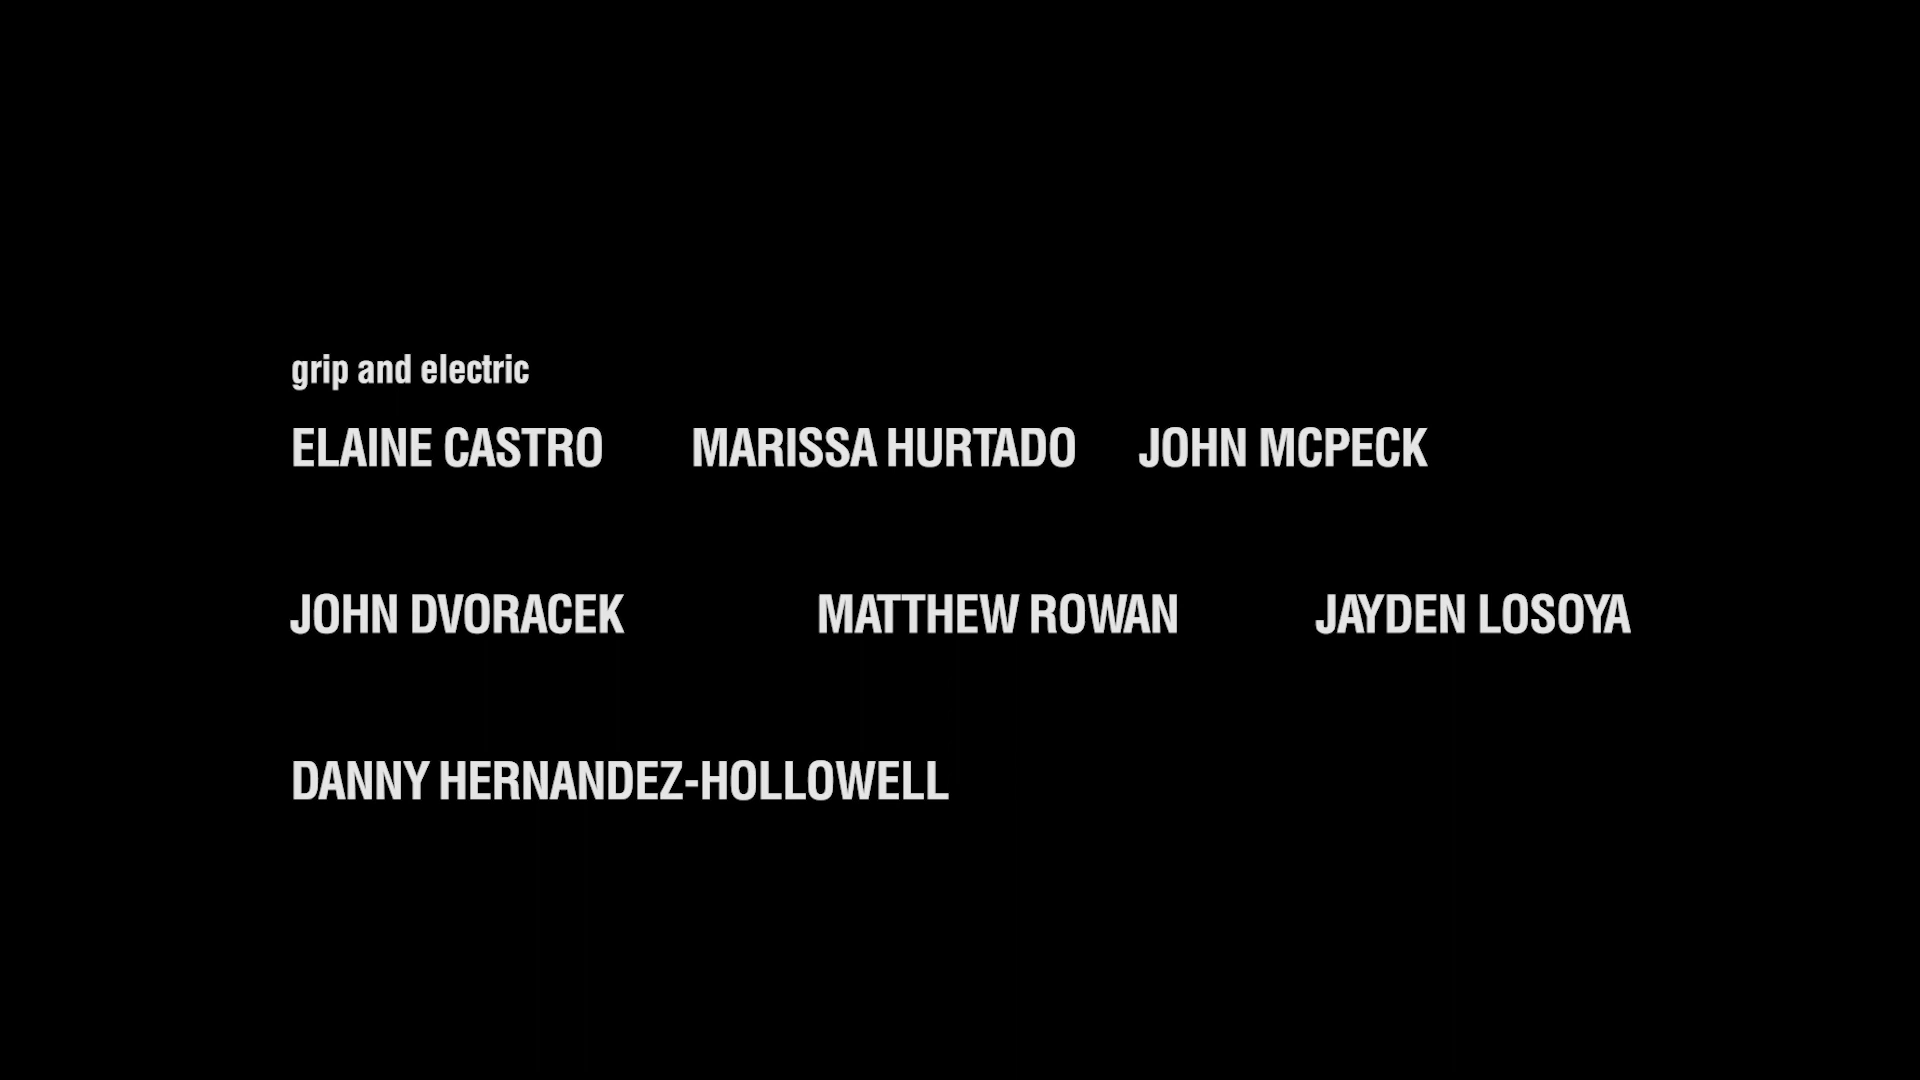 grip and electric
ELAINE CASTRO MARISSA HURTADO JOHN MCPECK
JOHN DVORACEK MATTHEW ROWAN JAYDEN LOSOYA
DANNY HERNANDEZ-HOLLOWELL